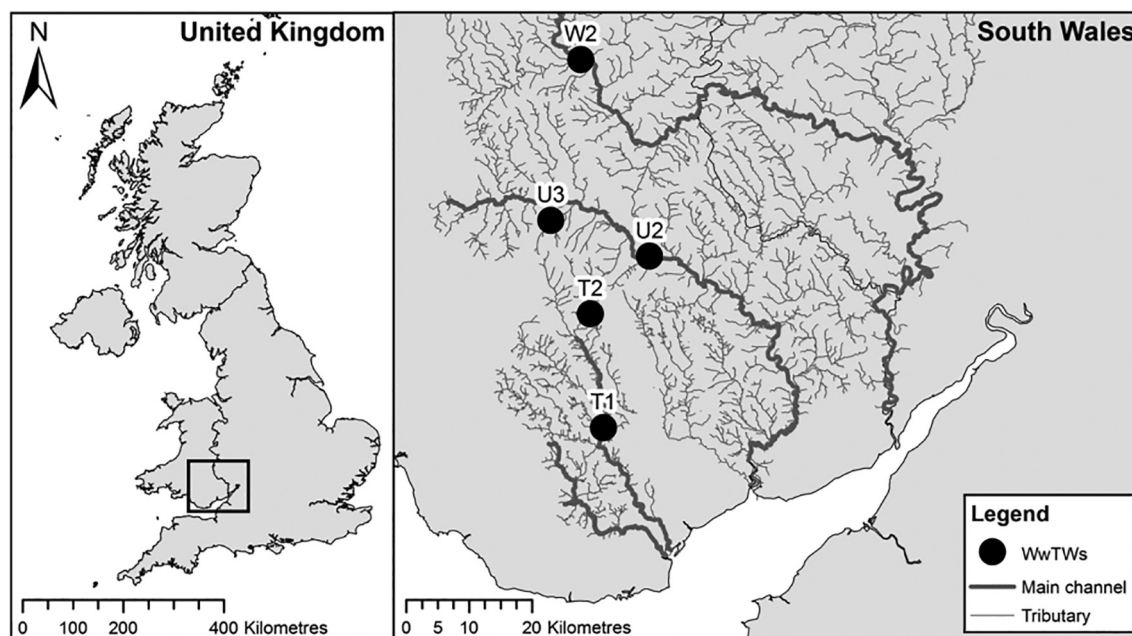 N
United Kingdom
0 100 200 400 Kilometres
South Wales
W2
U3
U2
T2
T1
0 5 10 20 Kilometres
Legend
WwTWs
Main channel
Tributary